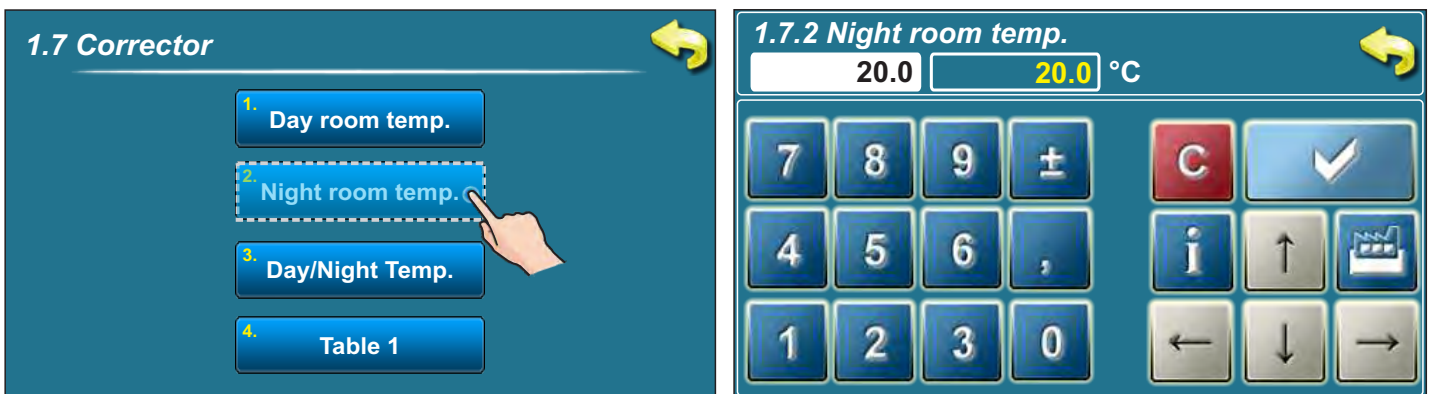 1.7 Corrector
1.
Day room temp.
2.
Night room temp.
3.
Day/Night Temp.
4.
Table 1
1.7.2 Night room temp.
20.0 20.0 °C
7 8 9 ± C
4 5 6 , i ↑
1 2 3 0 ← ↓ →